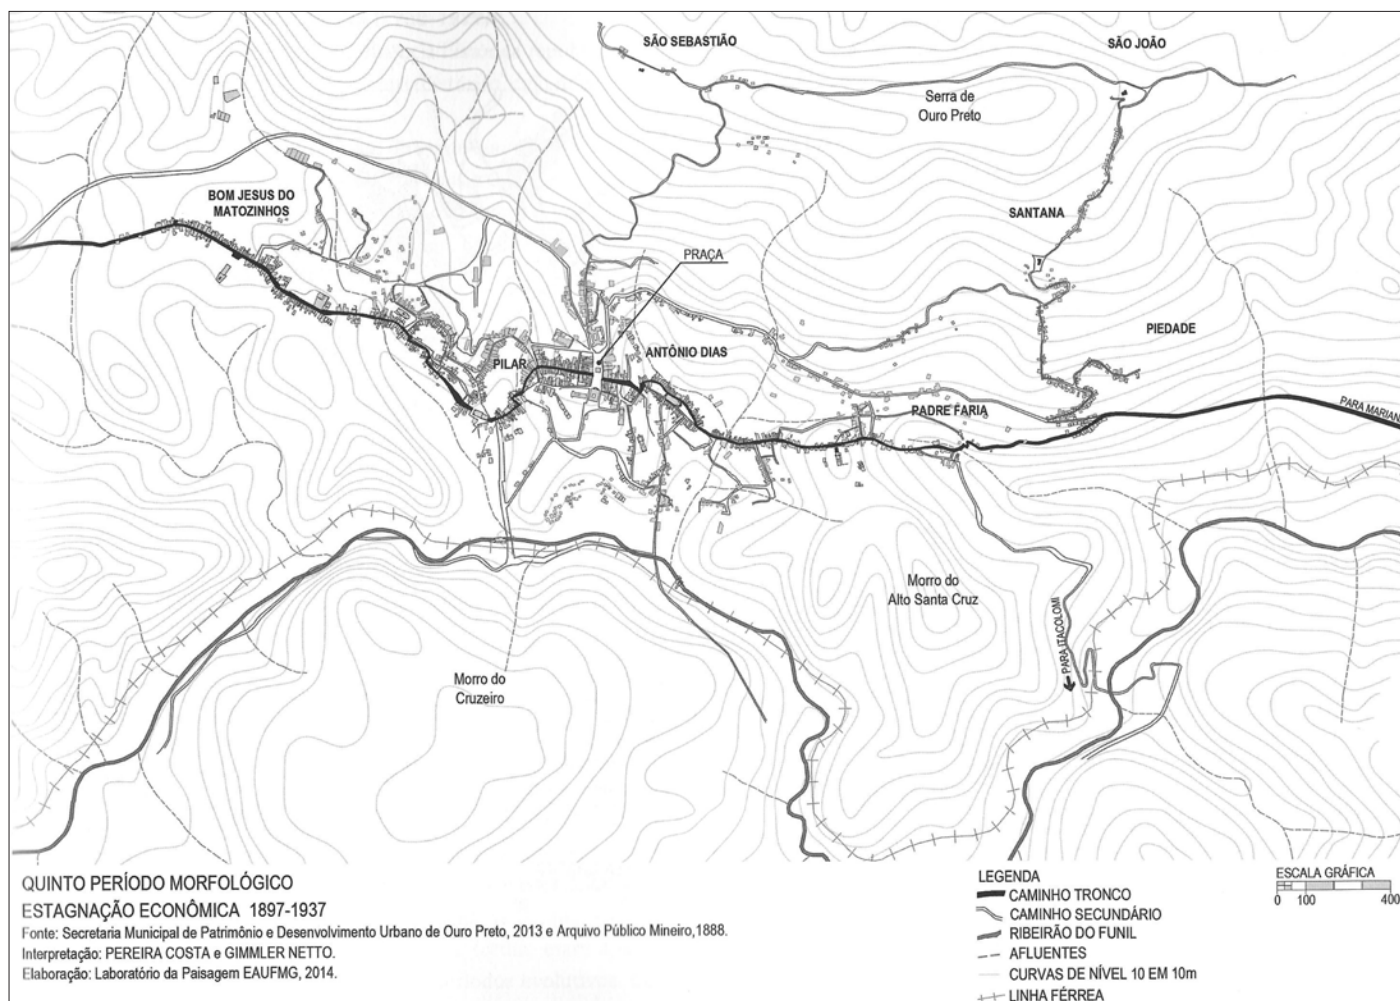 SÃO SEBASTIÃO
SÃO JOÃO
Serra de
Ouro Preto
BOM JESUS DO
MATOZINHOS
SANTANA
PRAÇA
PIEDADE
ANTÔNIO DIAS
PILAR
PADRE FARIA
PARA MARIAN
Morro do
Alto Santa Cruz
PARA ITACOLOMI
Morro do
Cruzeiro
QUINTO PERÍODO MORFOLÓGICO
ESTAGNAÇÃO ECONÔMICA 1897-1937
Fonte: Secretaria Municipal de Patrimônio e Desenvolvimento Urbano de Ouro Preto, 2013 e Arquivo Público Mineiro,1888.
Interpretação: PEREIRA COSTA e GIMMLER NETTO.
Elaboração: Laboratório da Paisagem EAUFMG, 2014.
LEGENDA
CAMINHO TRONCO
CAMINHO SECUNDÁRIO
RIBEIRÃO DO FUNIL
AFLUENTES
CURVAS DE NÍVEL 10 EM 10m
LINHA FÉRREA
ESCALA GRÁFICA
0 100 400